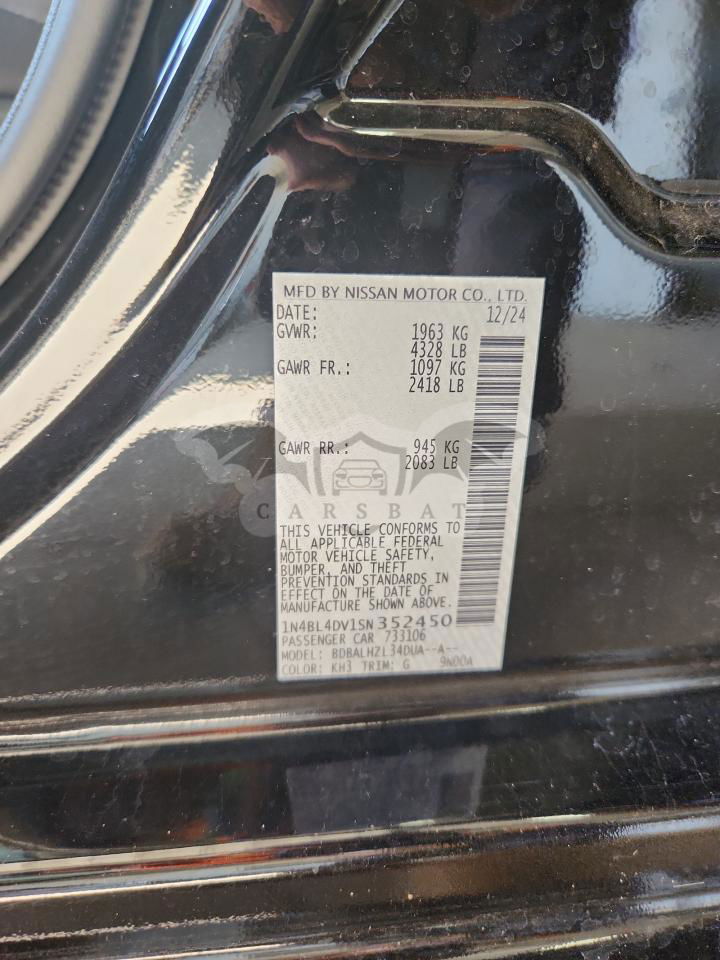 MFD BY NISSAN MOTOR CO., LTD.
DATE: 12/24
GVWR: 1963 KG
4328 LB
GAWR FR.: 1097 KG
2418 LB
GAWR RR.: 945 KG
2083 LB
CARSBAT
THIS VEHICLE CONFORMS TO
ALL APPLICABLE FEDERAL
MOTOR VEHICLE SAFETY,
BUMPER, AND THEFT
PREVENTION STANDARDS IN
EFFECT ON THE DATE OF
MANUFACTURE SHOWN ABOVE.
1N4BL4DV1SN352450
PASSENGER CAR 733106
MODEL: BDBALHZL34DUA--A--
COLOR: KH3 TRIM: G 9N00A